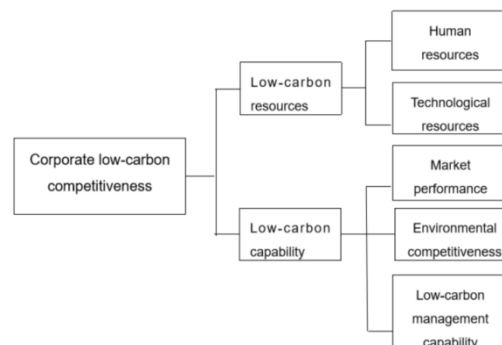 Human
resources
Low-carbon
resources
Technological
resources
Corporate low-carbon
competitiveness
Market
performance
Low-carbon
capability
Environmental
competitiveness
Low-carbon
management
capability